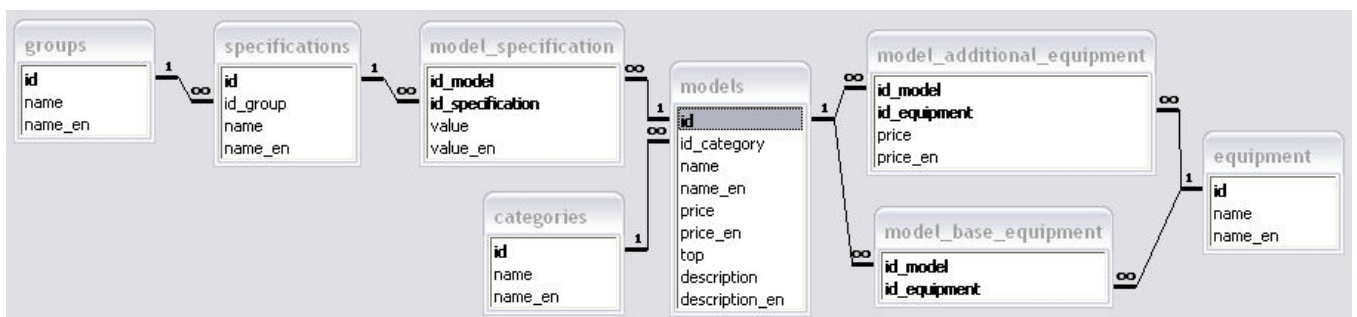 groups
id
name
name_en
1
∞
specifications
id
id_group
name
name_en
1
∞
model_specification
id_model
id_specification
value
value_en
∞
1
∞
categories
id
name
name_en
1
models
id
id_category
name
name_en
price
price_en
top
description
description_en
1
∞
∞
model_additional_equipment
id_model
id_equipment
price
price_en
∞
model_base_equipment
id_model
id_equipment
∞
1
equipment
id
name
name_en